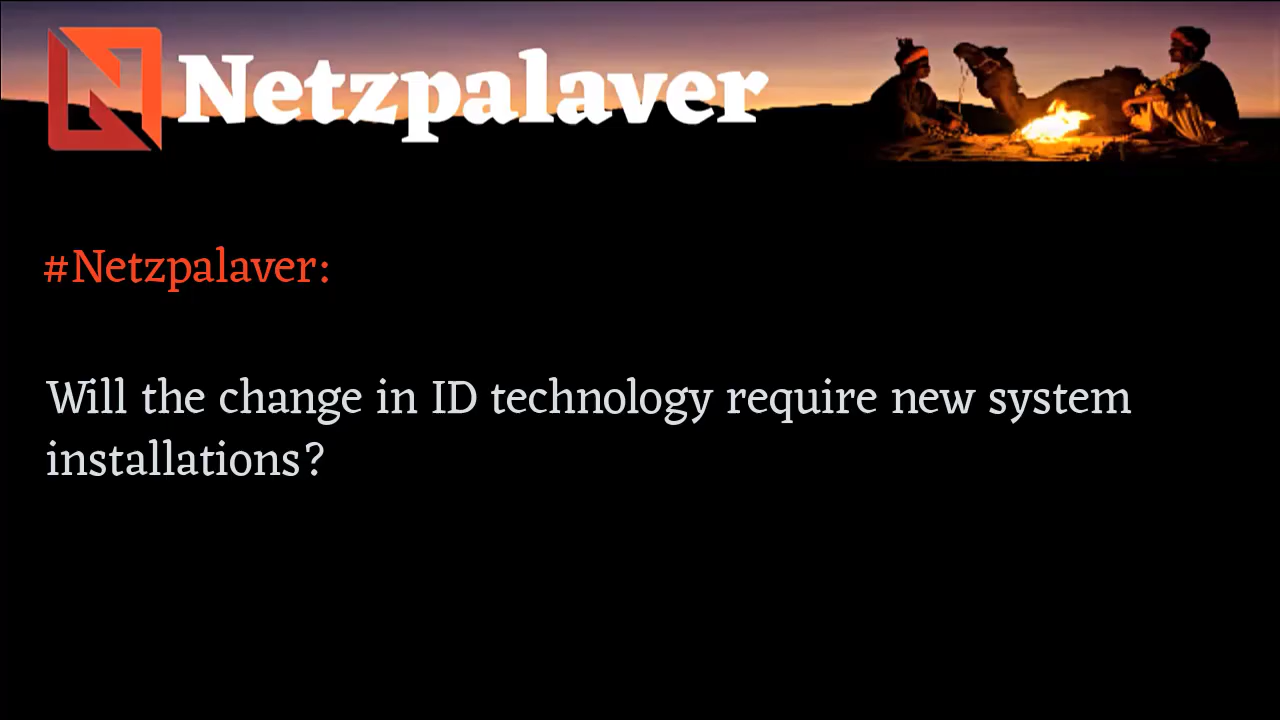 Netzpalaver
#Netzpalaver:
Will the change in ID technology require new system
installations?